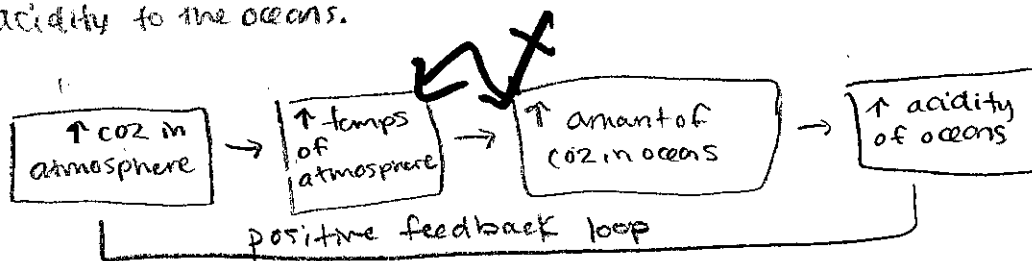 acidity to the oceans.
↑ CO2 in
atmosphere
↑ temps
of
atmosphere
↑ amant of
CO2 in oceans
↑ acidity
of oceans
positive feedback loop